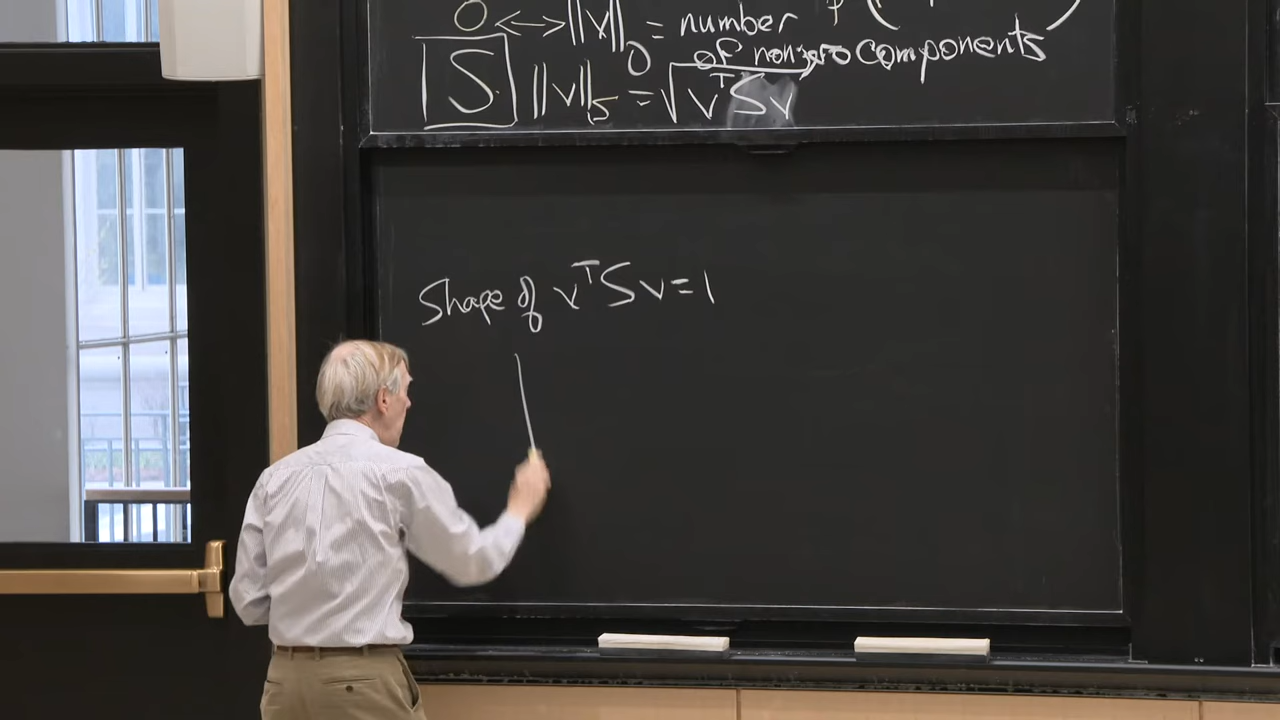 0 <-> ||v||₀ = number
of nonzero components
S ||v||_S = √(vᵀSv)
Shape of vᵀSv = 1